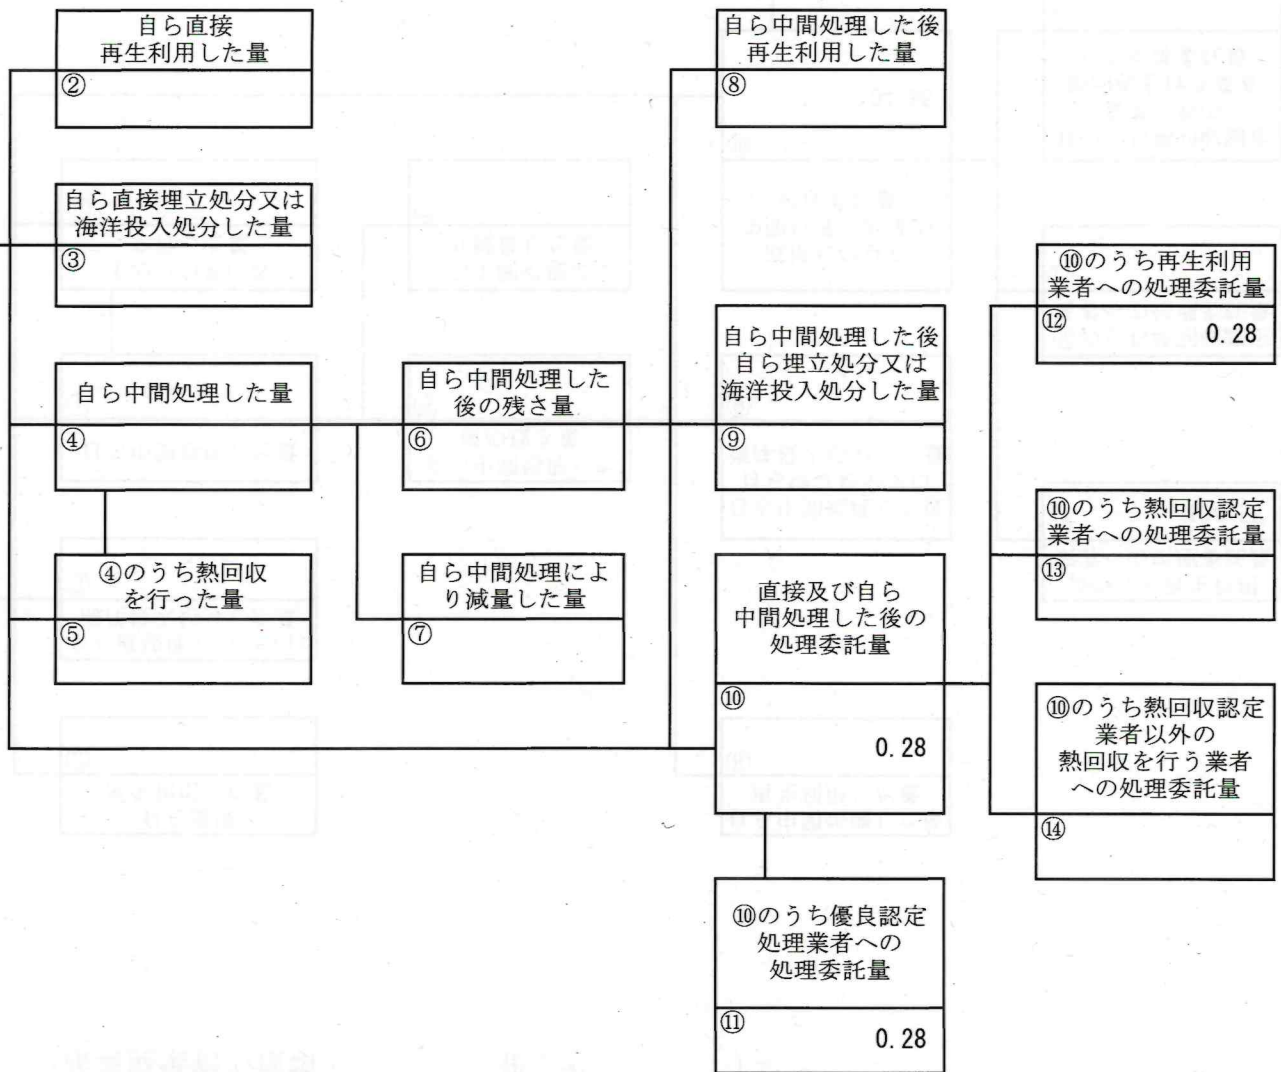 自ら直接
再生利用した量
②
自ら直接埋立処分又は
海洋投入処分した量
③
自ら中間処理した量
④
④のうち熱回収
を行った量
⑤
自ら中間処理した
後の残さ量
⑥
自ら中間処理によ
り減量した量
⑦
自ら中間処理した後
再生利用した量
⑧
自ら中間処理した後
自ら埋立処分又は
海洋投入処分した量
⑨
直接及び自ら
中間処理した後の
処理委託量
⑩
0.28
⑩のうち優良認定
処理業者への
処理委託量
⑪
0.28
⑩のうち再生利用
業者への処理委託量
⑫
0.28
⑩のうち熱回収認定
業者への処理委託量
⑬
⑩のうち熱回収認定
業者以外の
熱回収を行う業者
への処理委託量
⑭